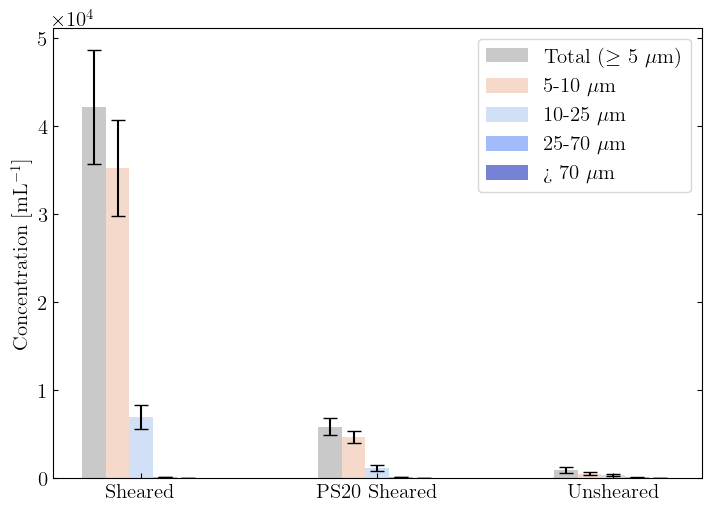 ×10⁴
5
4
3
2
1
0
Concentration [mL⁻¹]
Total (≥ 5 μm)
5-10 μm
10-25 μm
25-70 μm
¿ 70 μm
Sheared PS20 Sheared Unsheared